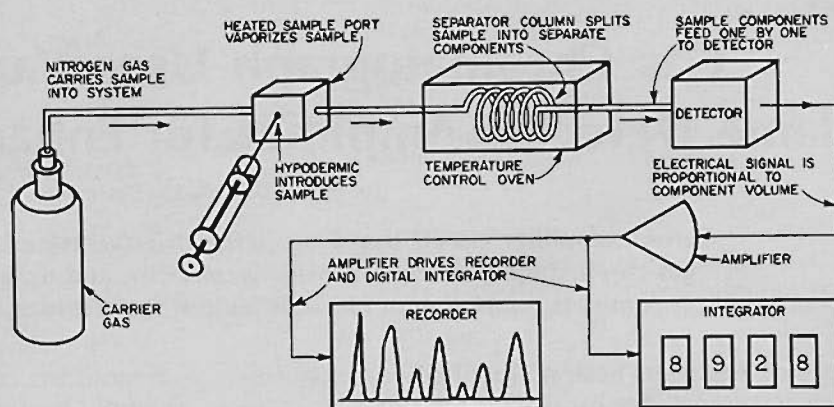 HEATED SAMPLE PORT
VAPORIZES SAMPLE
SEPARATOR COLUMN SPLITS
SAMPLE INTO SEPARATE
COMPONENTS
SAMPLE COMPONENTS
FEED ONE BY ONE
TO DETECTOR
NITROGEN GAS
CARRIES SAMPLE
INTO SYSTEM
DETECTOR
HYPODERMIC
INTRODUCES
SAMPLE
TEMPERATURE
CONTROL OVEN
ELECTRICAL SIGNAL IS
PROPORTIONAL TO
COMPONENT VOLUME
AMPLIFIER DRIVES RECORDER
AND DIGITAL INTEGRATOR
AMPLIFIER
CARRIER
GAS
RECORDER
INTEGRATOR
8 9 2 8